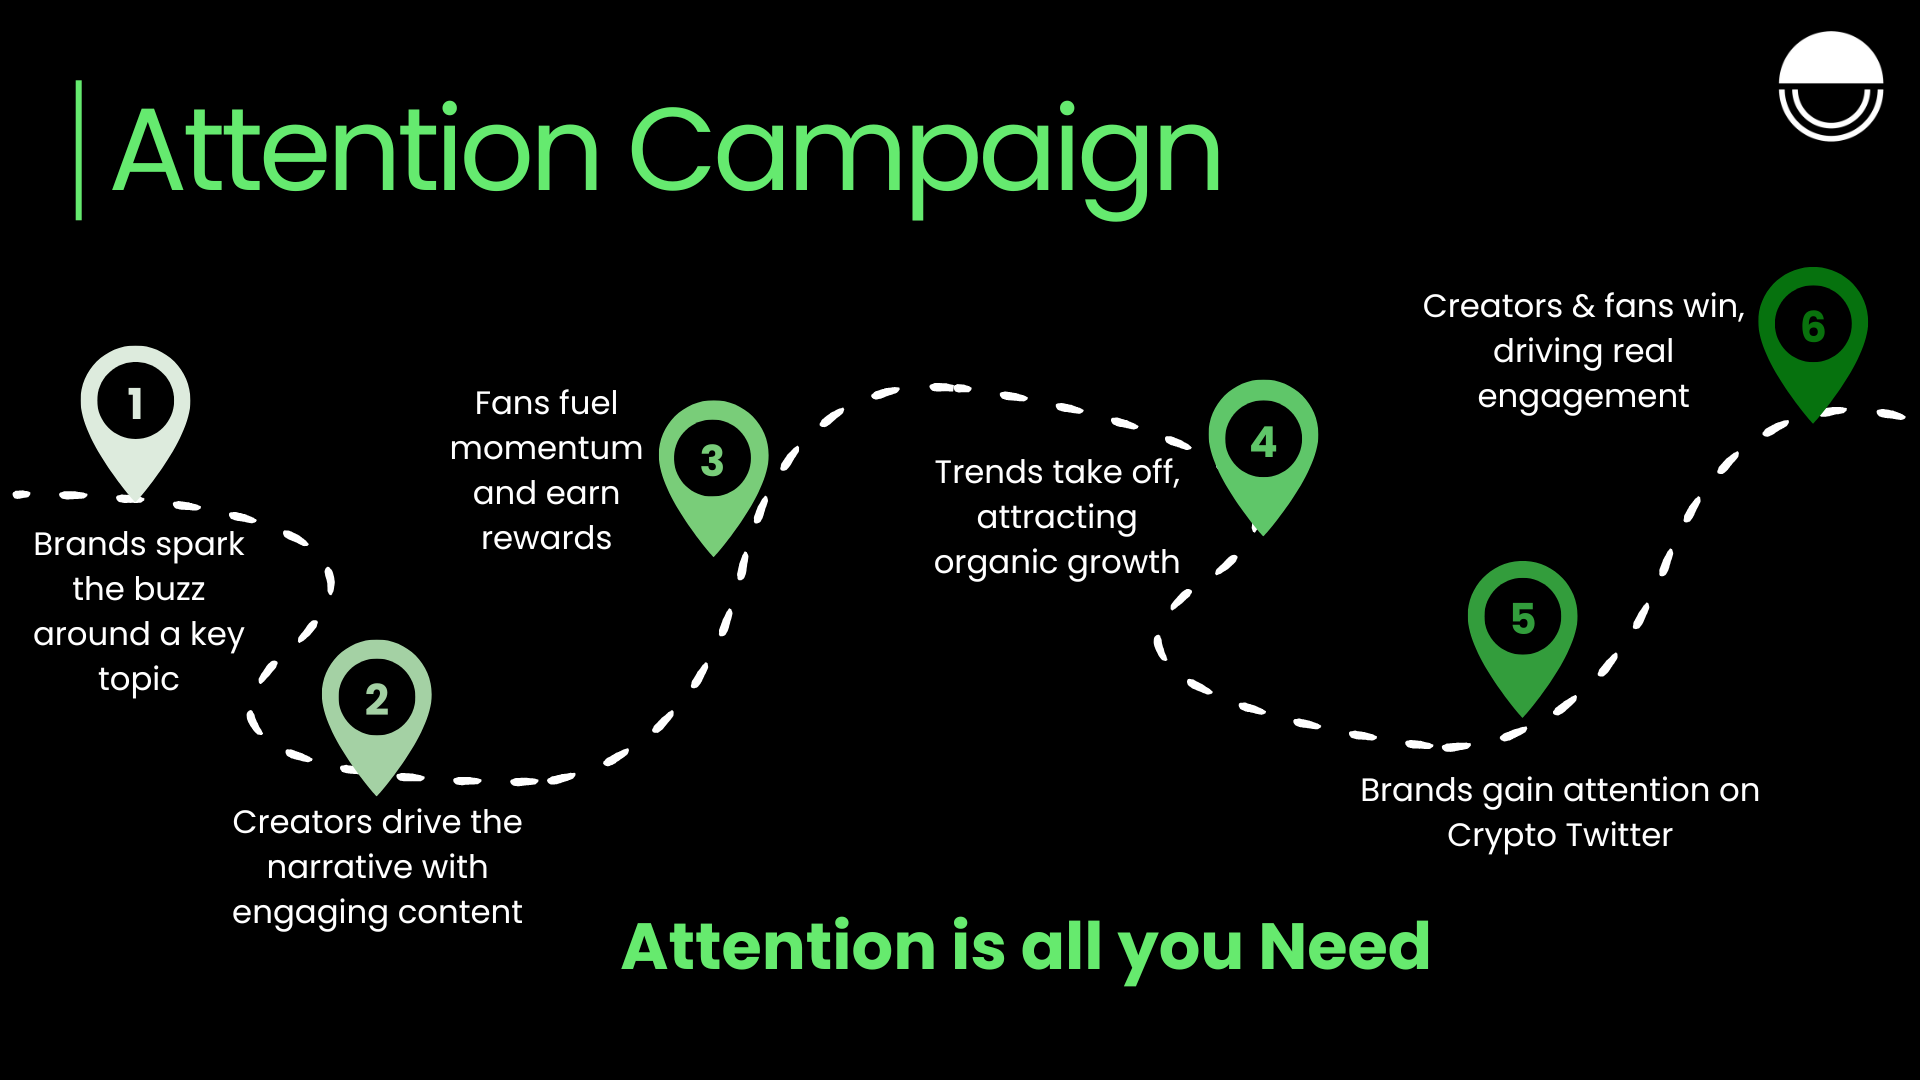 Attention Campaign
1
Brands spark
the buzz
around a key
topic
2
Creators drive the
narrative with
engaging content
3
Fans fuel
momentum
and earn
rewards
4
Trends take off,
attracting
organic growth
5
Brands gain attention on
Crypto Twitter
6
Creators & fans win,
driving real
engagement
Attention is all you Need